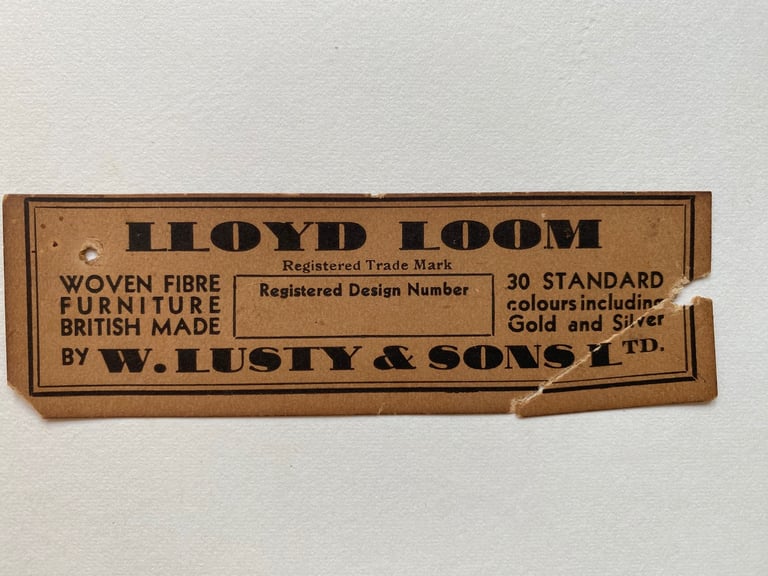 LLOYD LOOM
Registered Trade Mark
WOVEN FIBRE
FURNITURE
BRITISH MADE
Registered Design Number
30 STANDARD
colours including
Gold and Silver
BY W. LUSTY & SONS LTD.